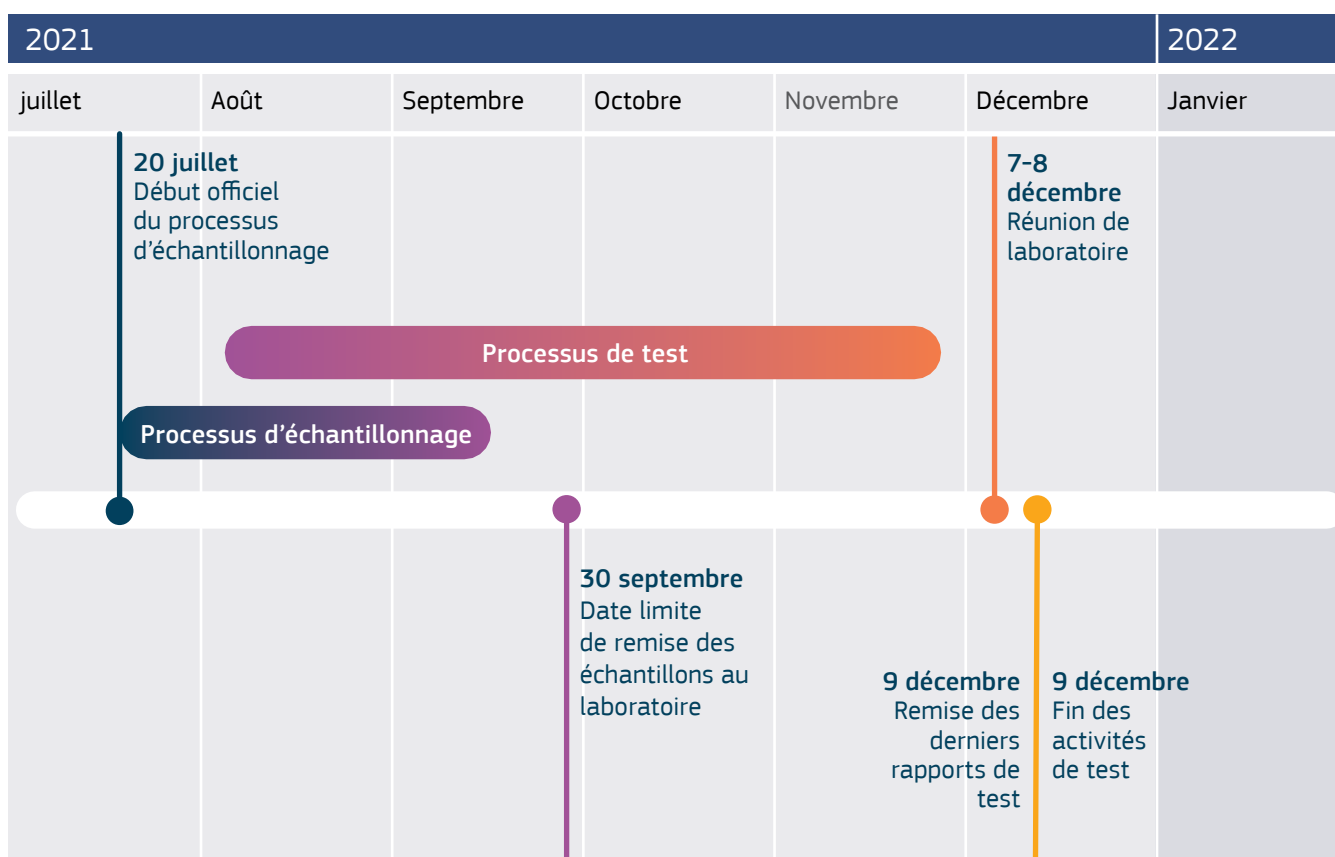 2021
2022
juillet
Août
Septembre
Octobre
Novembre
Décembre
Janvier
20 juillet
Début officiel
du processus
d’échantillonnage
7-8
décembre
Réunion de
laboratoire
Processus de test
Processus d’échantillonnage
30 septembre
Date limite
de remise des
échantillons au
laboratoire
9 décembre
Remise des
derniers
rapports de
test
9 décembre
Fin des
activités
de test